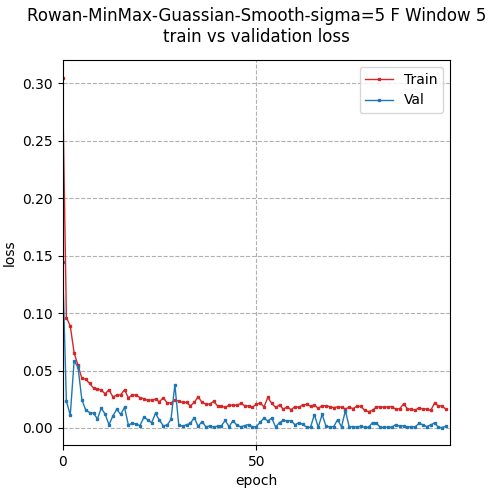 Rowan-MinMax-Guassian-Smooth-sigma=5 F Window 5
train vs validation loss
0.30
0.25
0.20
0.15
0.10
0.05
0.00
loss
Train
Val
0
50
epoch